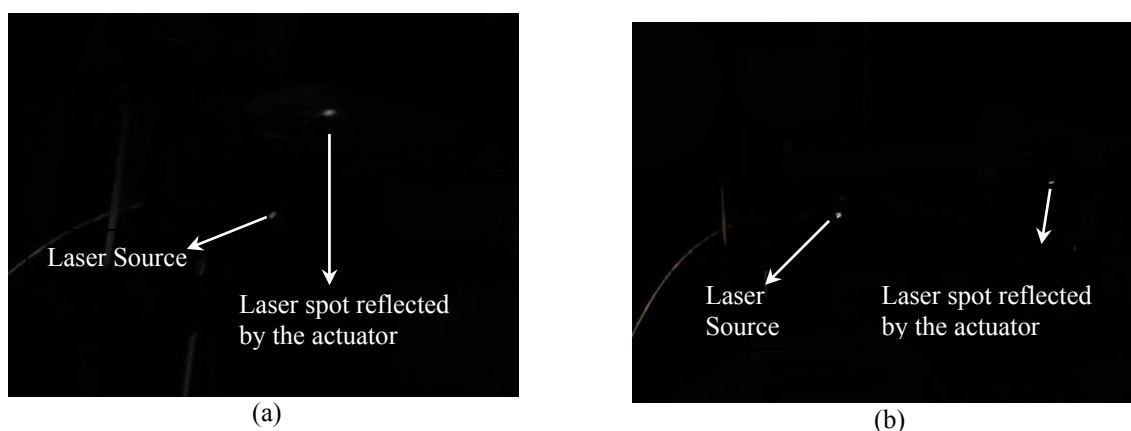 Laser Source
Laser spot reflected
by the actuator
(a)
Laser
Source
Laser spot reflected
by the actuator
(b)